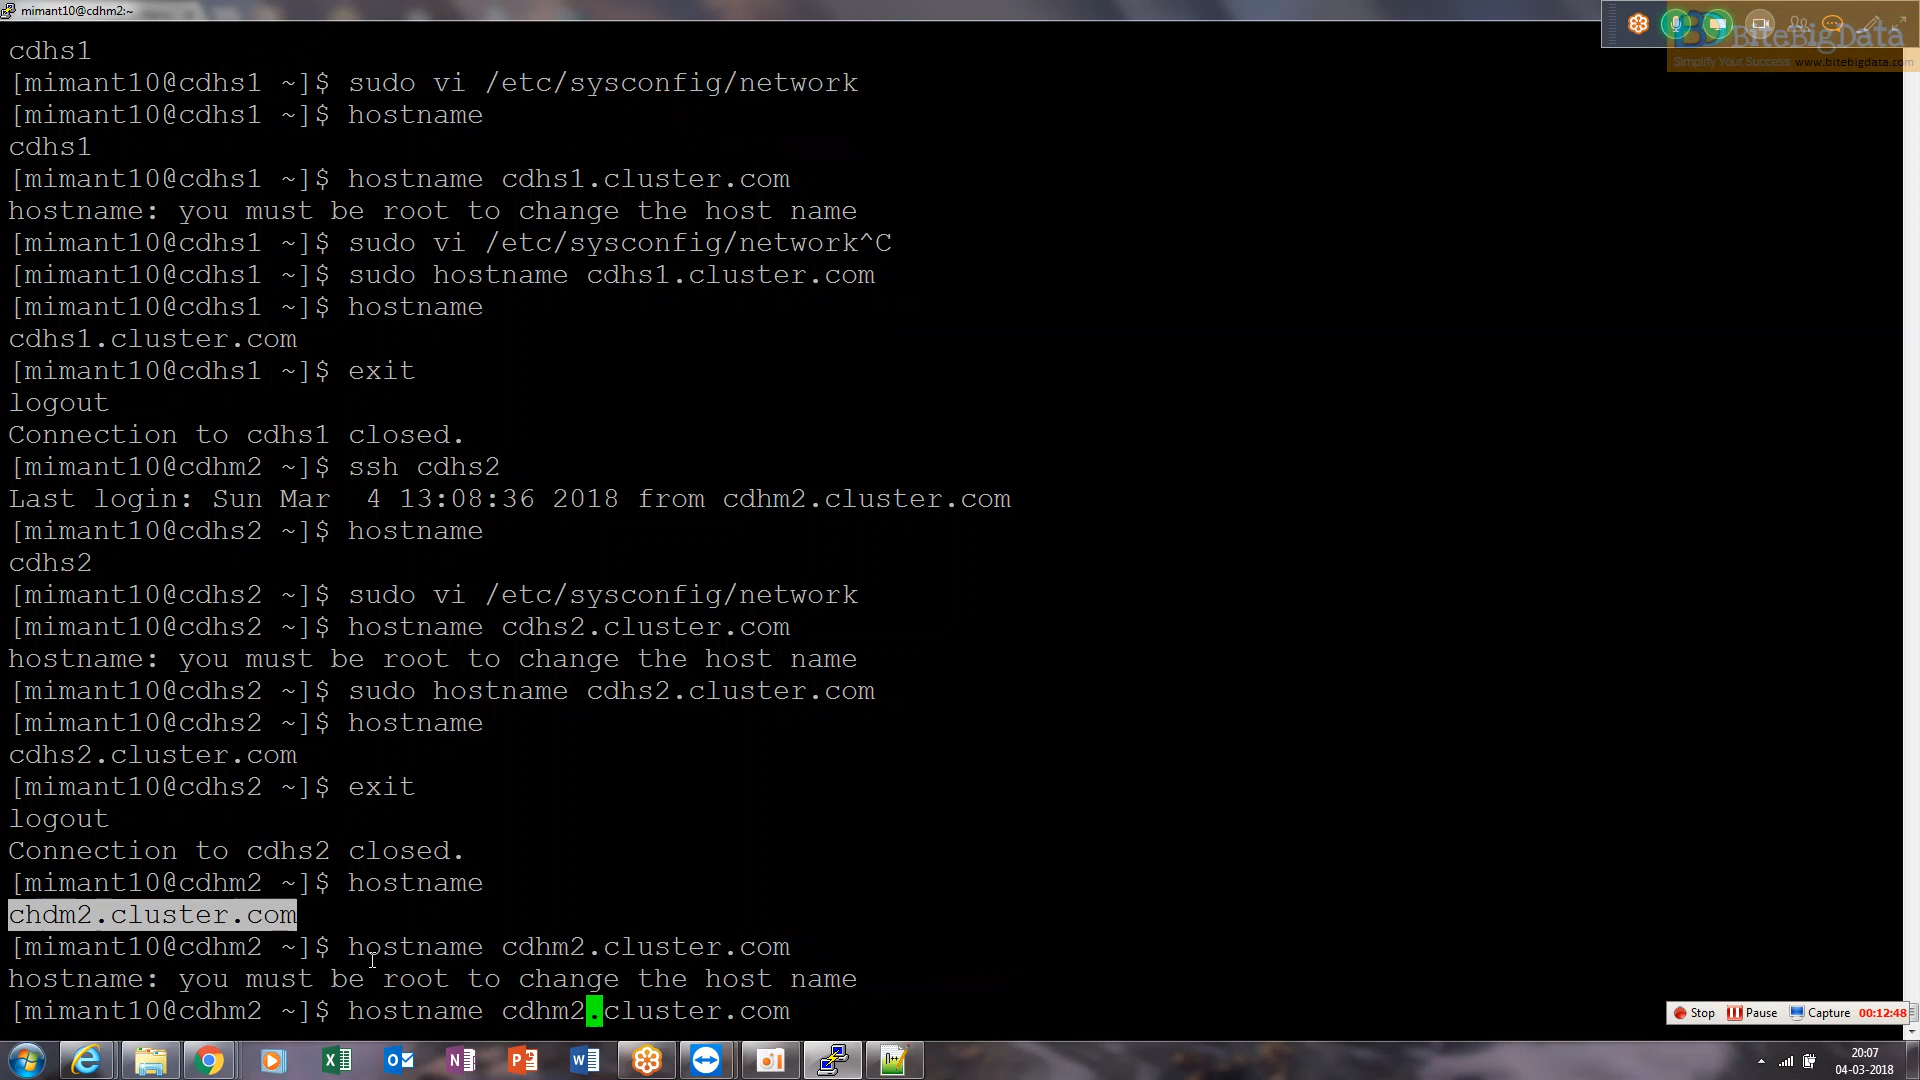 mimant10@cdhm2:~
BiteBigData
Simplify Your Success www.bitebigdata.com
cdhs1
[mimant10@cdhs1 ~]$ sudo vi /etc/sysconfig/network
[mimant10@cdhs1 ~]$ hostname
cdhs1
[mimant10@cdhs1 ~]$ hostname cdhs1.cluster.com
hostname: you must be root to change the host name
[mimant10@cdhs1 ~]$ sudo vi /etc/sysconfig/network^C
[mimant10@cdhs1 ~]$ sudo hostname cdhs1.cluster.com
[mimant10@cdhs1 ~]$ hostname
cdhs1.cluster.com
[mimant10@cdhs1 ~]$ exit
logout
Connection to cdhs1 closed.
[mimant10@cdhm2 ~]$ ssh cdhs2
Last login: Sun Mar  4 13:08:36 2018 from cdhm2.cluster.com
[mimant10@cdhs2 ~]$ hostname
cdhs2
[mimant10@cdhs2 ~]$ sudo vi /etc/sysconfig/network
[mimant10@cdhs2 ~]$ hostname cdhs2.cluster.com
hostname: you must be root to change the host name
[mimant10@cdhs2 ~]$ sudo hostname cdhs2.cluster.com
[mimant10@cdhs2 ~]$ hostname
cdhs2.cluster.com
[mimant10@cdhs2 ~]$ exit
logout
Connection to cdhs2 closed.
[mimant10@cdhm2 ~]$ hostname
chdm2.cluster.com
[mimant10@cdhm2 ~]$ hostname cdhm2.cluster.com
hostname: you must be root to change the host name
[mimant10@cdhm2 ~]$ hostname cdhm2.cluster.com
Stop Pause Capture 00:12:48
20:07
04-03-2018